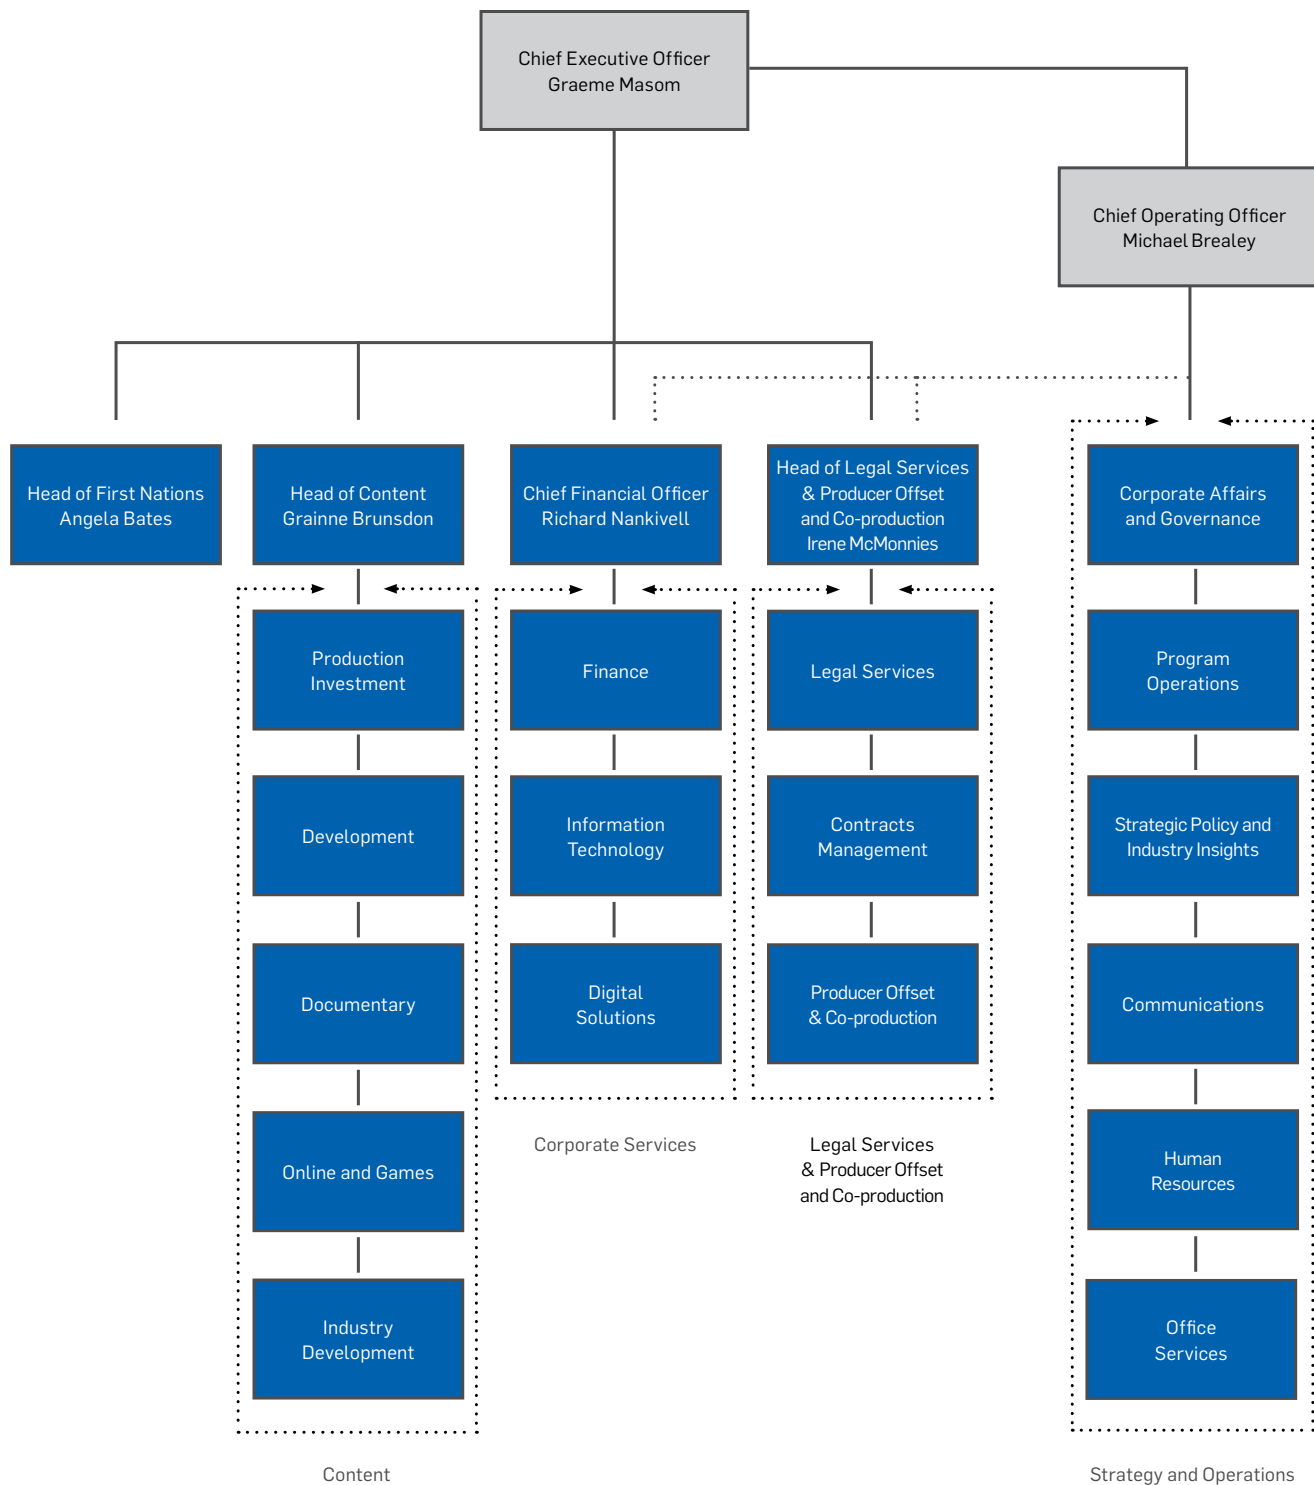 Chief Executive Officer
Graeme Masom
Chief Operating Officer
Michael Brealey
Head of First Nations
Angela Bates
Head of Content
Grainne Brunsdon
Chief Financial Officer
Richard Nankivell
Head of Legal Services
& Producer Offset
and Co-production
Irene McMonnies
Corporate Affairs
and Governance
Production
Investment
Finance
Legal Services
Program
Operations
Development
Information
Technology
Contracts
Management
Strategic Policy and
Industry Insights
Documentary
Digital
Solutions
Producer Offset
& Co-production
Communications
Online and Games
Corporate Services
Legal Services
& Producer Offset
and Co-production
Human
Resources
Industry
Development
Office
Services
Content
Strategy and Operations